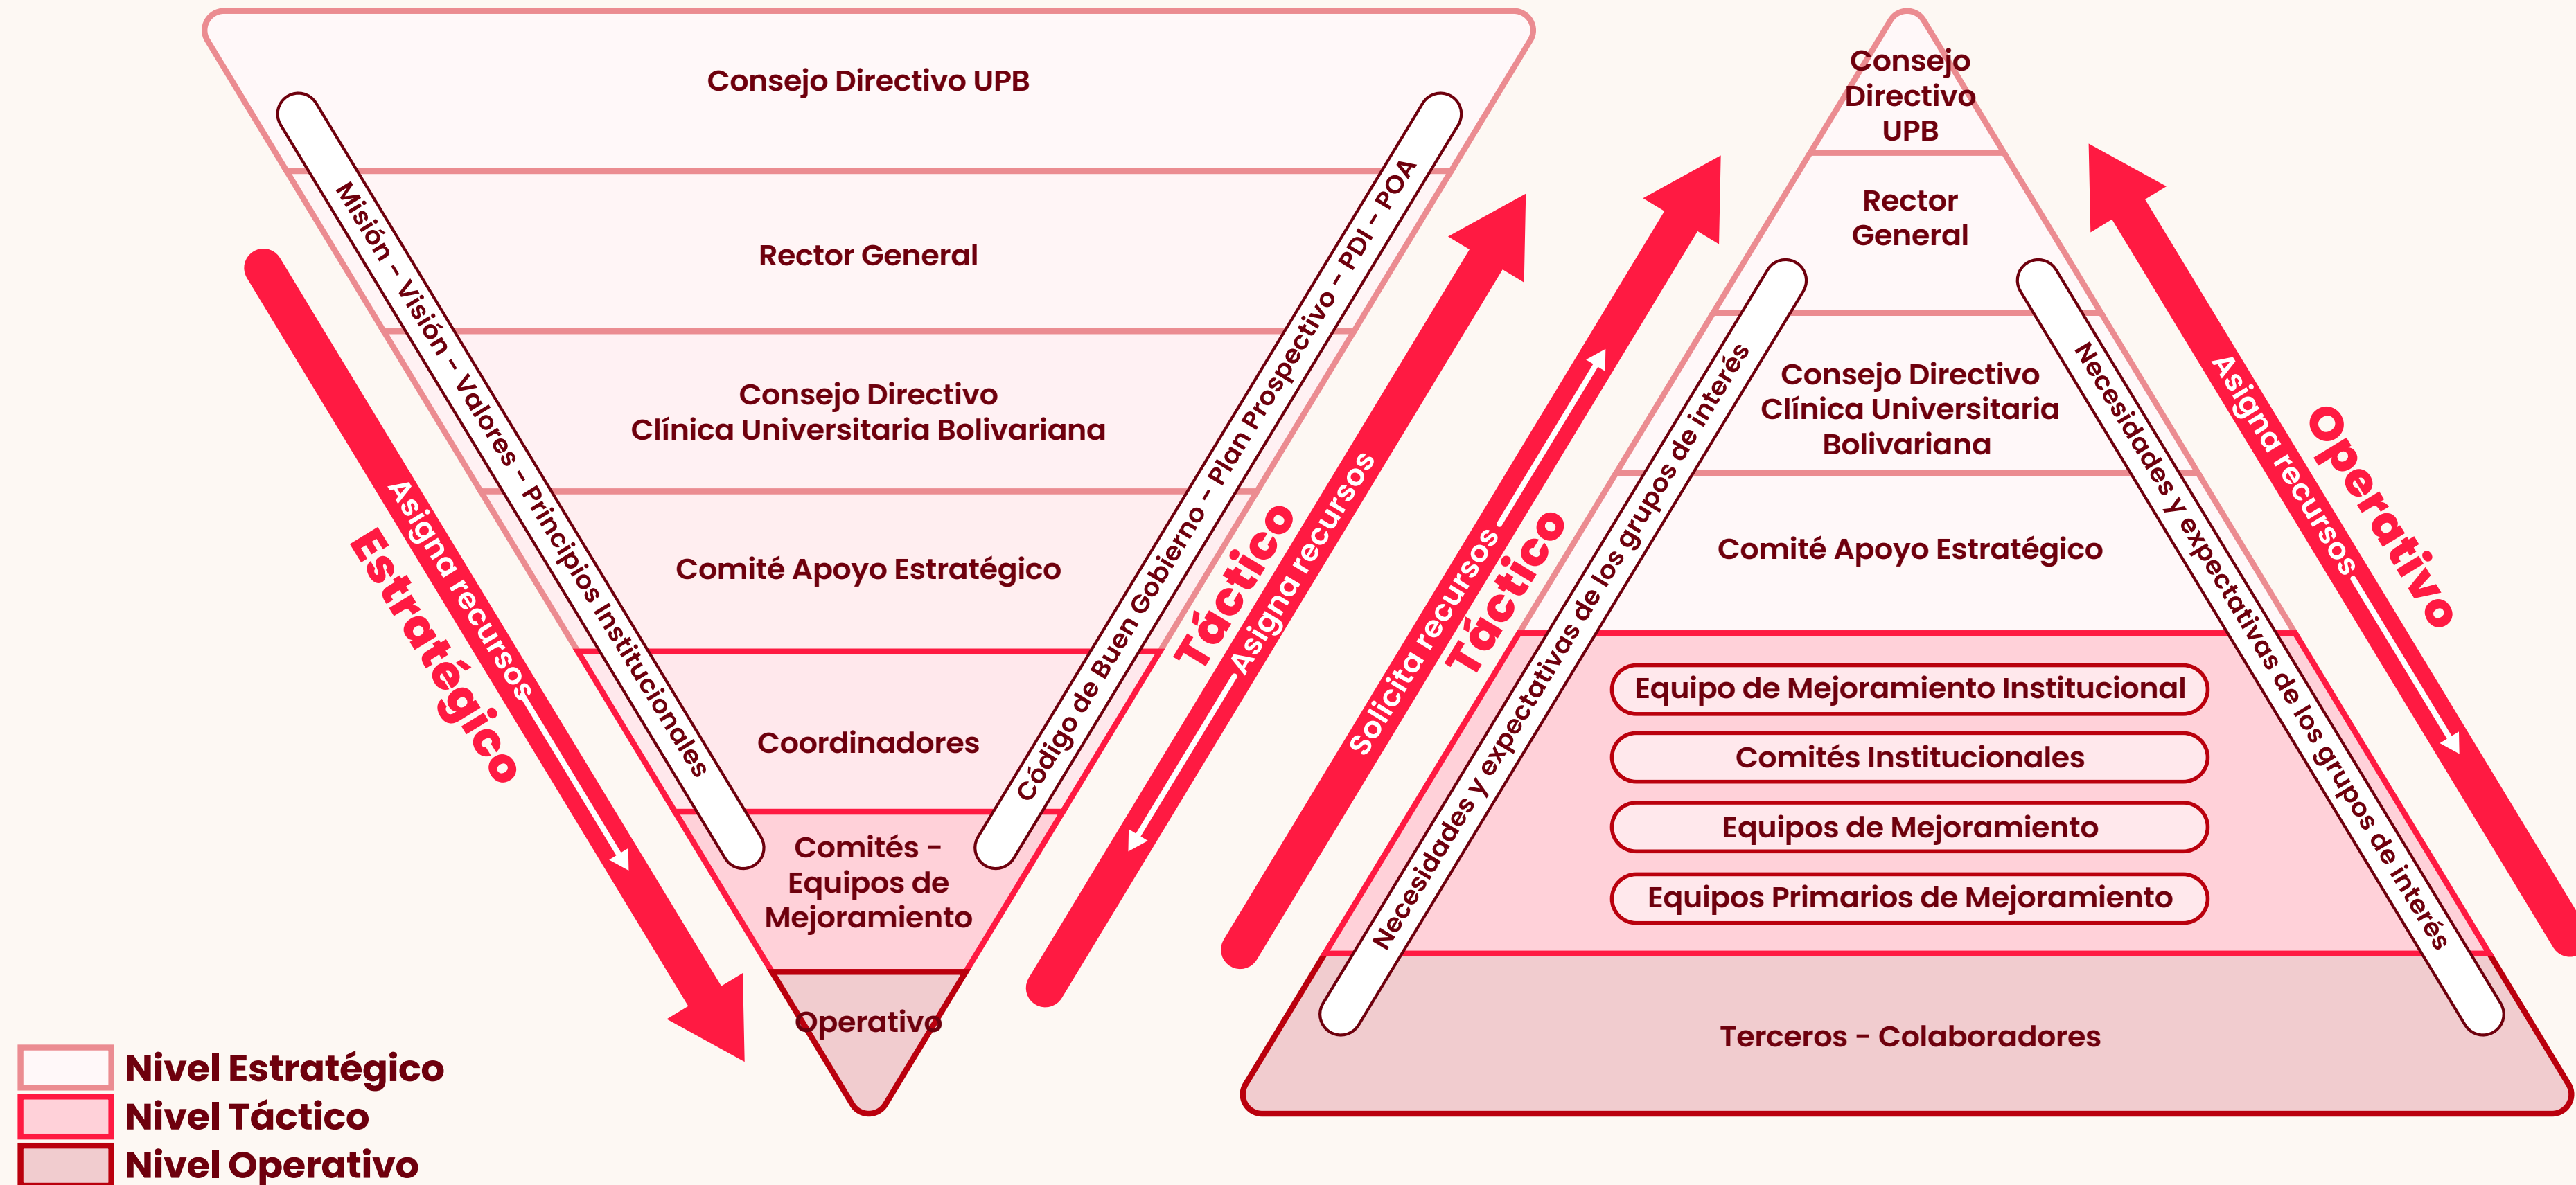 Consejo Directivo UPB
Rector General
Consejo Directivo
Clínica Universitaria Bolivariana
Comité Apoyo Estratégico
Coordinadores
Comités -
Equipos de
Mejoramiento
Operativo
Misión - Visión - Valores - Principios Institucionales
Código de Buen Gobierno - Plan Prospectivo - PDI - POA
Asigna recursos
Estratégico
Táctico
Asigna recursos
Solicita recursos
Táctico
Consejo
Directivo
UPB
Rector
General
Consejo Directivo
Clínica Universitaria
Bolivariana
Comité Apoyo Estratégico
Equipo de Mejoramiento Institucional
Comités Institucionales
Equipos de Mejoramiento
Equipos Primarios de Mejoramiento
Terceros - Colaboradores
Necesidades y expectativas de los grupos de interés
Necesidades y expectativas de los grupos de interés
Asigna recursos
Operativo
Nivel Estratégico
Nivel Táctico
Nivel Operativo